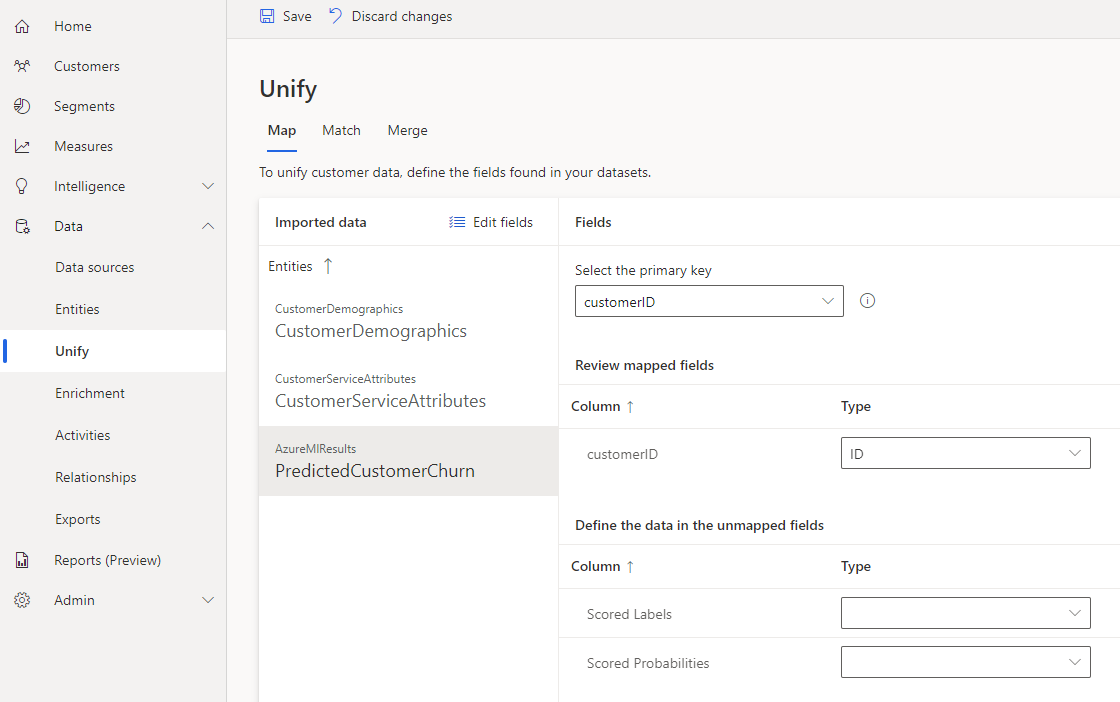 Home
Customers
Segments
Measures
Intelligence
Data
Data sources
Entities
Unify
Enrichment
Activities
Relationships
Exports
Reports (Preview)
Admin
Save Discard changes
Unify
Map Match Merge
To unify customer data, define the fields found in your datasets.
Imported data Edit fields
Entities ↑
CustomerDemographics
CustomerDemographics
CustomerServiceAttributes
CustomerServiceAttributes
AzureMlResults
PredictedCustomerChurn
Fields
Select the primary key
customerID
Review mapped fields
Column ↑ Type
customerID ID
Define the data in the unmapped fields
Column ↑ Type
Scored Labels
Scored Probabilities